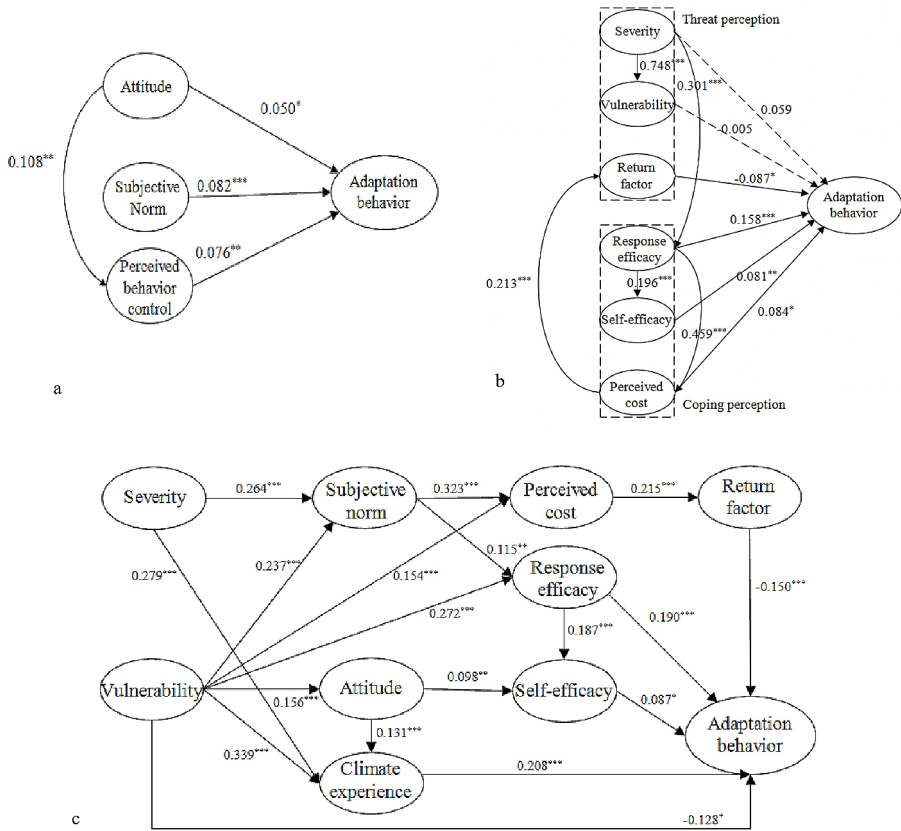 Attitude
0.050*
0.108**
Subjective
Norm
0.082***
Adaptation
behavior
0.076**
Perceived
behavior
control
a
Threat perception
Severity
0.748***
0.301***
Vulnerability
0.059
-0.005
Return
factor
-0.087*
Adaptation
behavior
0.158***
Response
efficacy
0.196***
0.213***
0.081**
Self-efficacy
0.084*
0.459***
Perceived
cost
b
Coping perception
Severity
0.264***
Subjective
norm
0.323***
Perceived
cost
0.215***
Return
factor
0.279***
0.237***
0.154***
0.115**
Response
efficacy
0.272***
0.190***
-0.150***
0.187***
Vulnerability
0.156***
Attitude
0.098**
Self-efficacy
0.087*
0.131***
Adaptation
behavior
0.339***
Climate
experience
0.208***
-0.128*
c